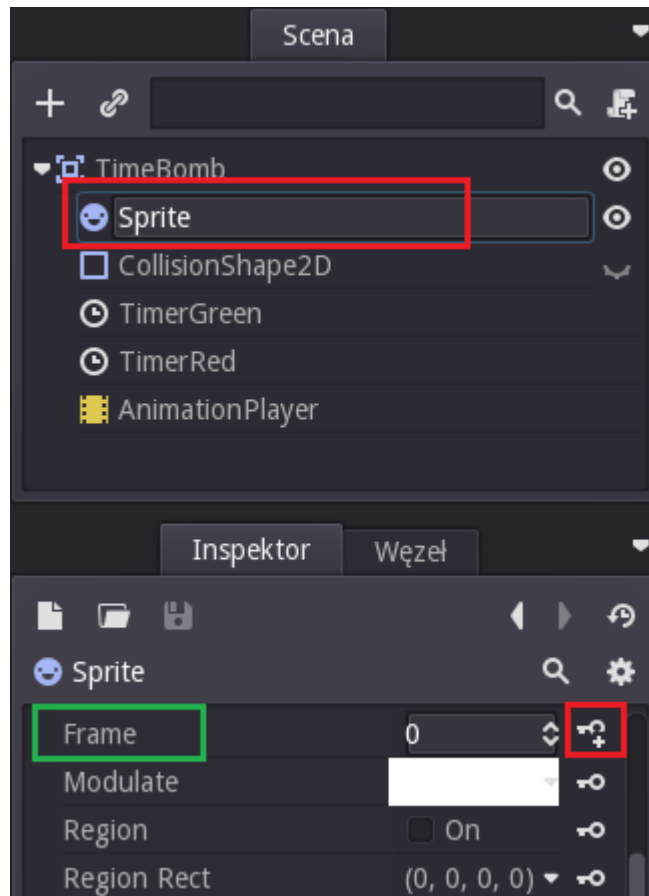 Scena
TimeBomb
Sprite
CollisionShape2D
TimerGreen
TimerRed
AnimationPlayer
Inspektor Węzeł
Sprite
Frame 0
Modulate
Region On
Region Rect (0, 0, 0, 0)